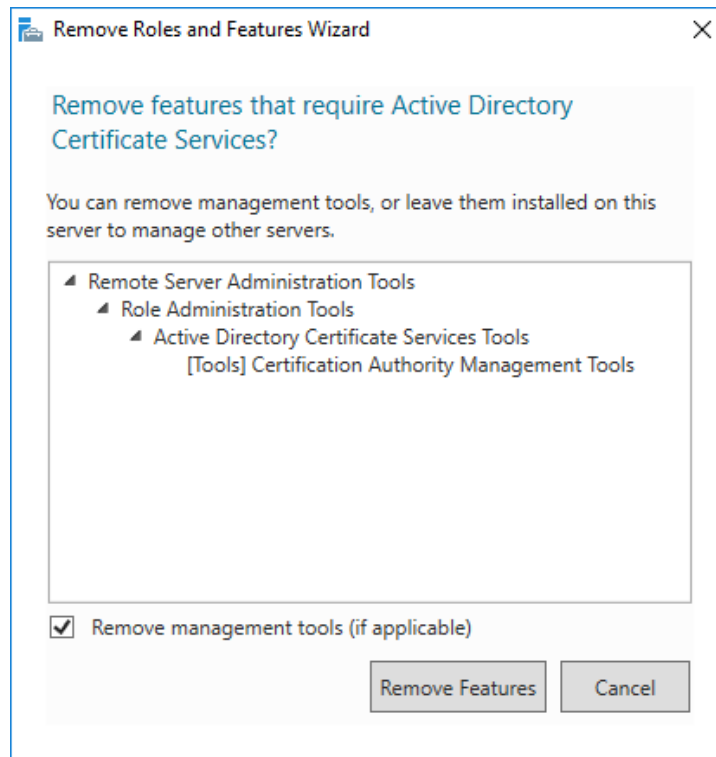 Remove Roles and Features Wizard
Remove features that require Active Directory
Certificate Services?
You can remove management tools, or leave them installed on this
server to manage other servers.
Remote Server Administration Tools
Role Administration Tools
Active Directory Certificate Services Tools
[Tools] Certification Authority Management Tools
Remove management tools (if applicable)
Remove Features
Cancel